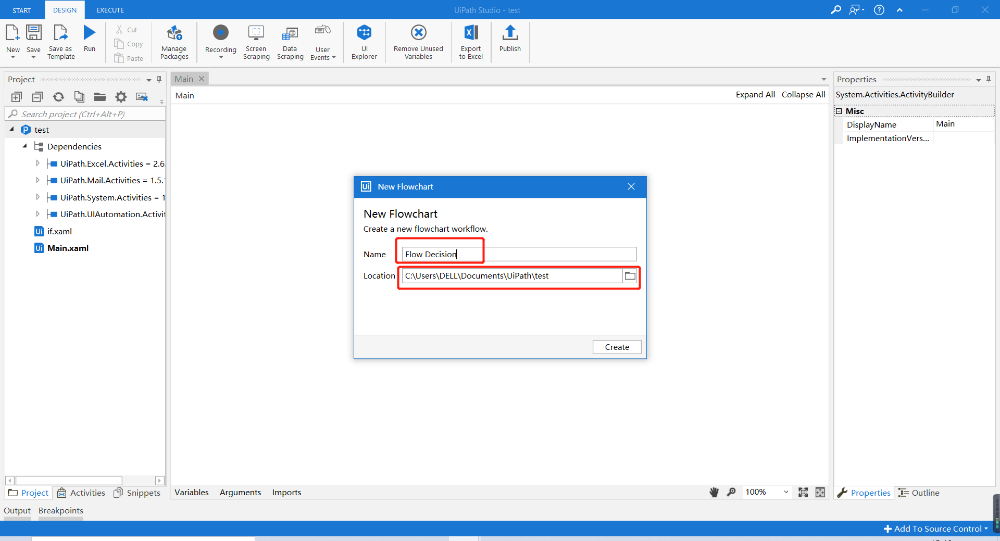 START DESIGN EXECUTE UiPath Studio - test
New Save Save as Template Run
Cut
Copy
Paste
Manage Packages
Recording Screen Scraping Data Scraping User Events
UI Explorer
Remove Unused Variables
Export to Excel
Publish
Project
Search project (Ctrl+Alt+P)
test
Dependencies
UiPath.Excel.Activities = 2.6
UiPath.Mail.Activities = 1.5.
UiPath.System.Activities = 1
UiPath.UIAutomation.Activi
Ui if.xaml
Ui Main.xaml
Main
Main Expand All Collapse All
Properties
System.Activities.ActivityBuilder
Misc
DisplayName Main
ImplementationVers...
Ui New Flowchart
New Flowchart
Create a new flowchart workflow.
Name Flow Decision
Location C:\Users\DELL\Documents\UiPath\test
Create
Project Activities Snippets
Variables Arguments Imports 100%
Properties Outline
Output Breakpoints
Add To Source Control